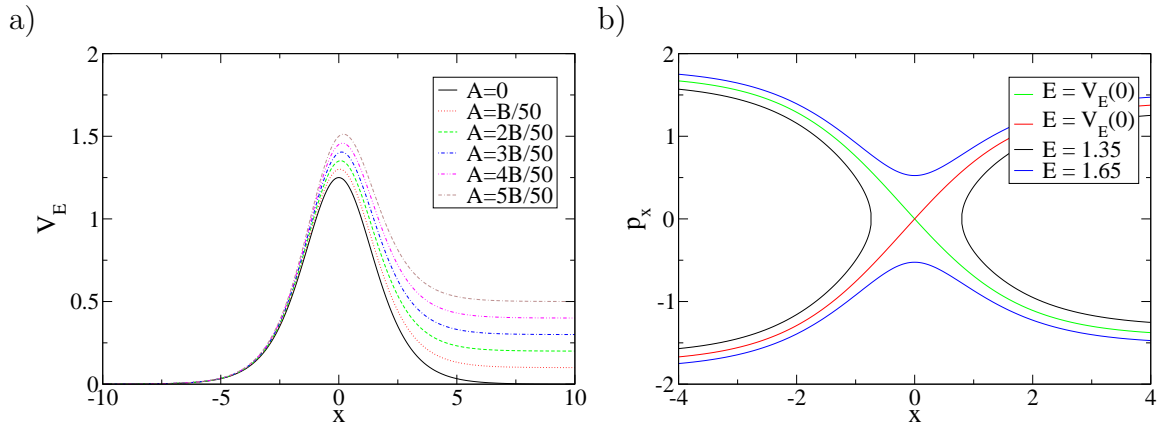 a)
2
1.5
1
0.5
0
V_E
-10
-5
0
5
10
x
A=0
A=B/50
A=2B/50
A=3B/50
A=4B/50
A=5B/50
b)
2
1
0
-1
-2
p_x
-4
-2
0
2
4
x
E = V_E(0)
E = V_E(0)
E = 1.35
E = 1.65